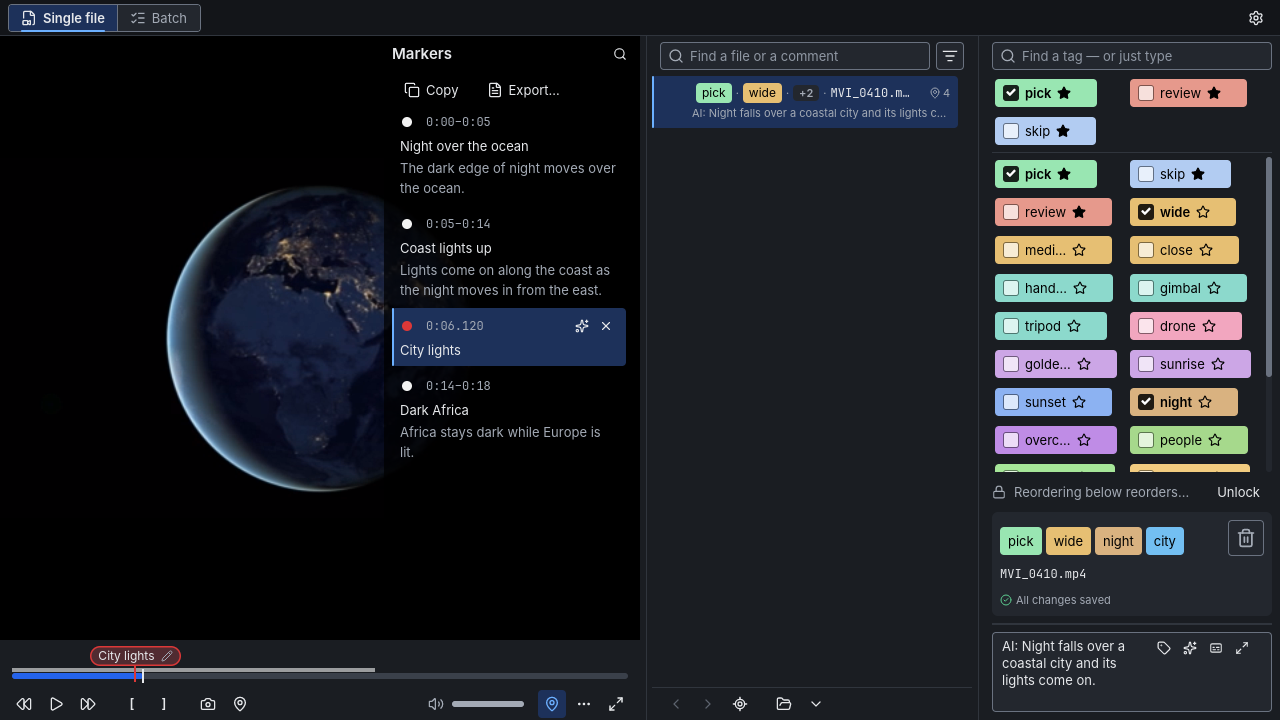 Single file
Batch
Markers
Copy
Export...
0:00–0:05
Night over the ocean
The dark edge of night moves over
the ocean.
0:05–0:14
Coast lights up
Lights come on along the coast as
the night moves in from the east.
0:06.120
City lights
0:14–0:18
Dark Africa
Africa stays dark while Europe is
lit.
City lights
[ ]
Find a file or a comment
pick · wide · +2 · MVI_0410.m… 4
AI: Night falls over a coastal city and its lights c…
Find a tag — or just type
pick
review
skip
pick
skip
review
wide
medi…
close
hand…
gimbal
tripod
drone
golde…
sunrise
sunset
night
overc…
people
Reordering below reorders…
Unlock
pick wide night city
MVI_0410.mp4
All changes saved
AI: Night falls over a
coastal city and its
lights come on.